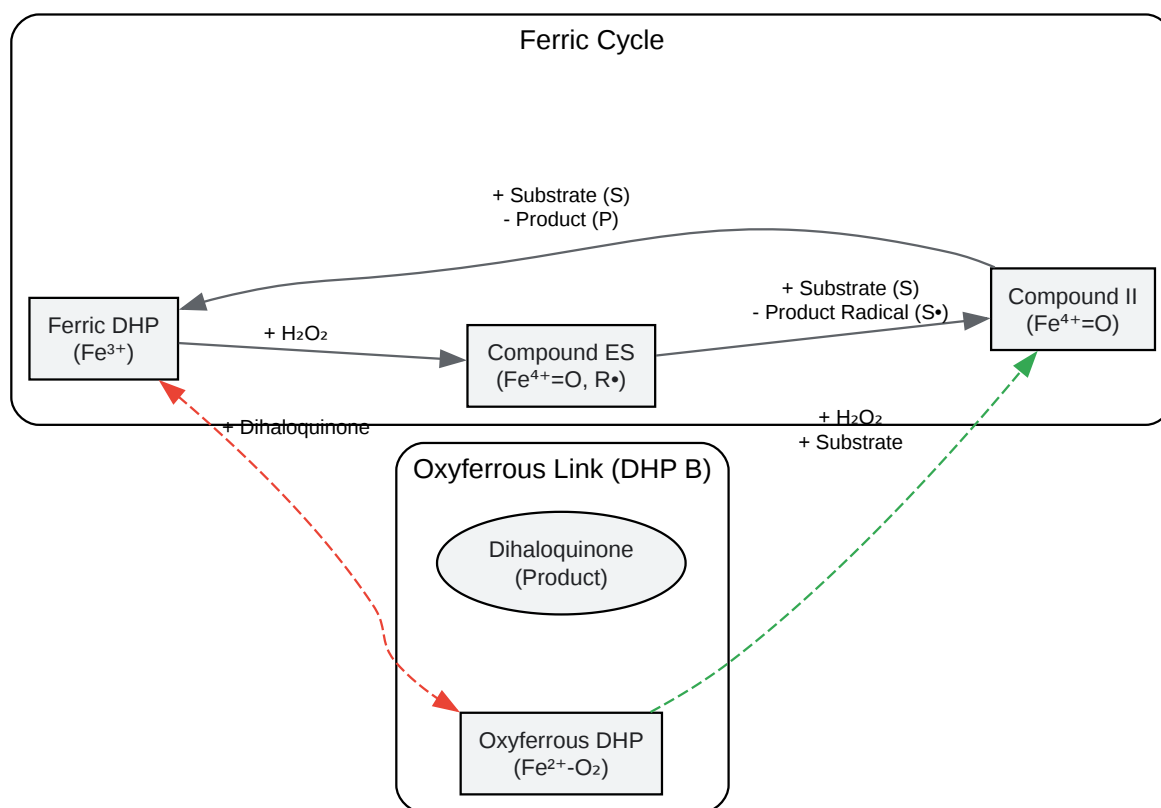 Ferric Cycle
+ Substrate (S)
- Product (P)
+ Substrate (S)
- Product Radical (S•)
Compound II
(Fe⁴⁺=O)
Ferric DHP
(Fe³⁺)
+ H₂O₂
Compound ES
(Fe⁴⁺=O, R•)
+ Dihaloquinone
+ H₂O₂
+ Substrate
Oxyferrous Link (DHP B)
Dihaloquinone
(Product)
Oxyferrous DHP
(Fe²⁺-O₂)